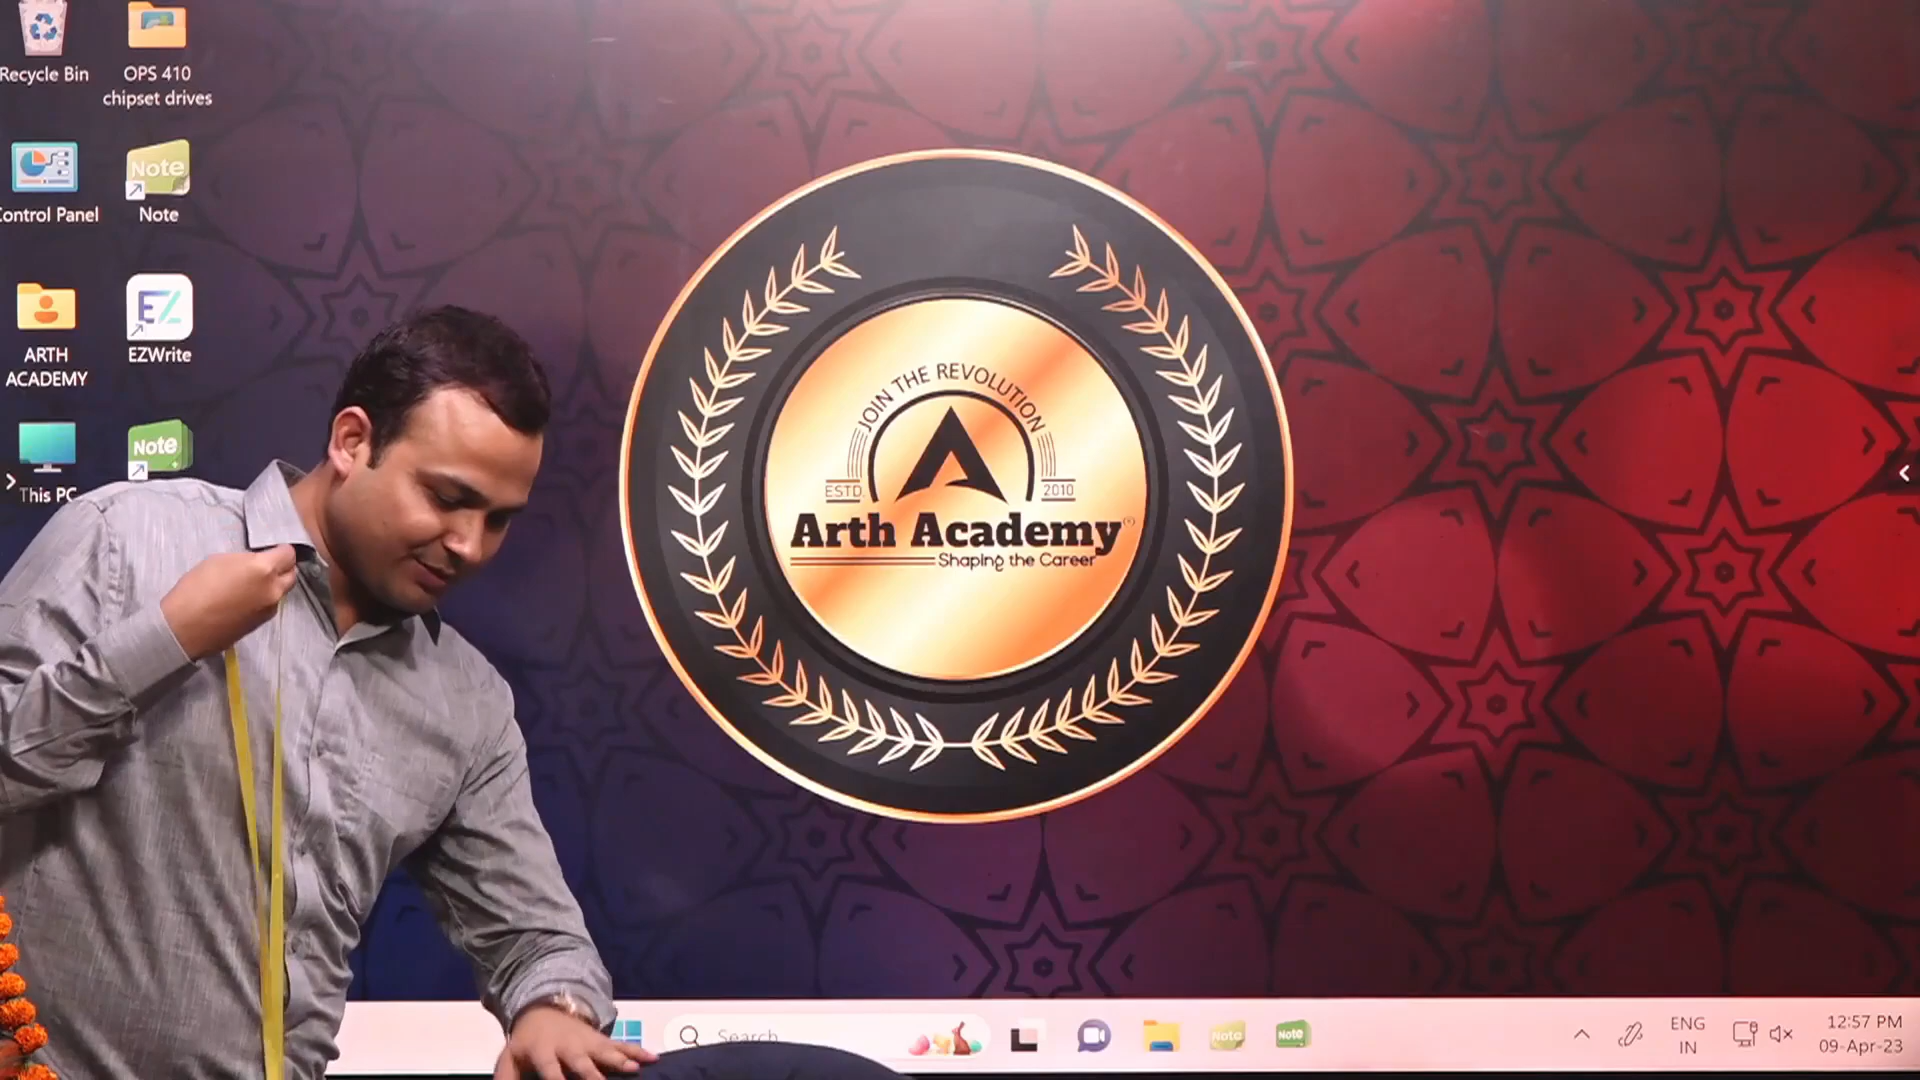 Recycle Bin
OPS 410
chipset drives
Note
Control Panel
Note
EZ
ARTH
ACADEMY
EZWrite
Note
This PC
JOIN THE REVOLUTION
ESTD.
2010
Arth Academy®
Shaping the Career
Search
Note
Note
ENG
IN
12:57 PM
09-Apr-23